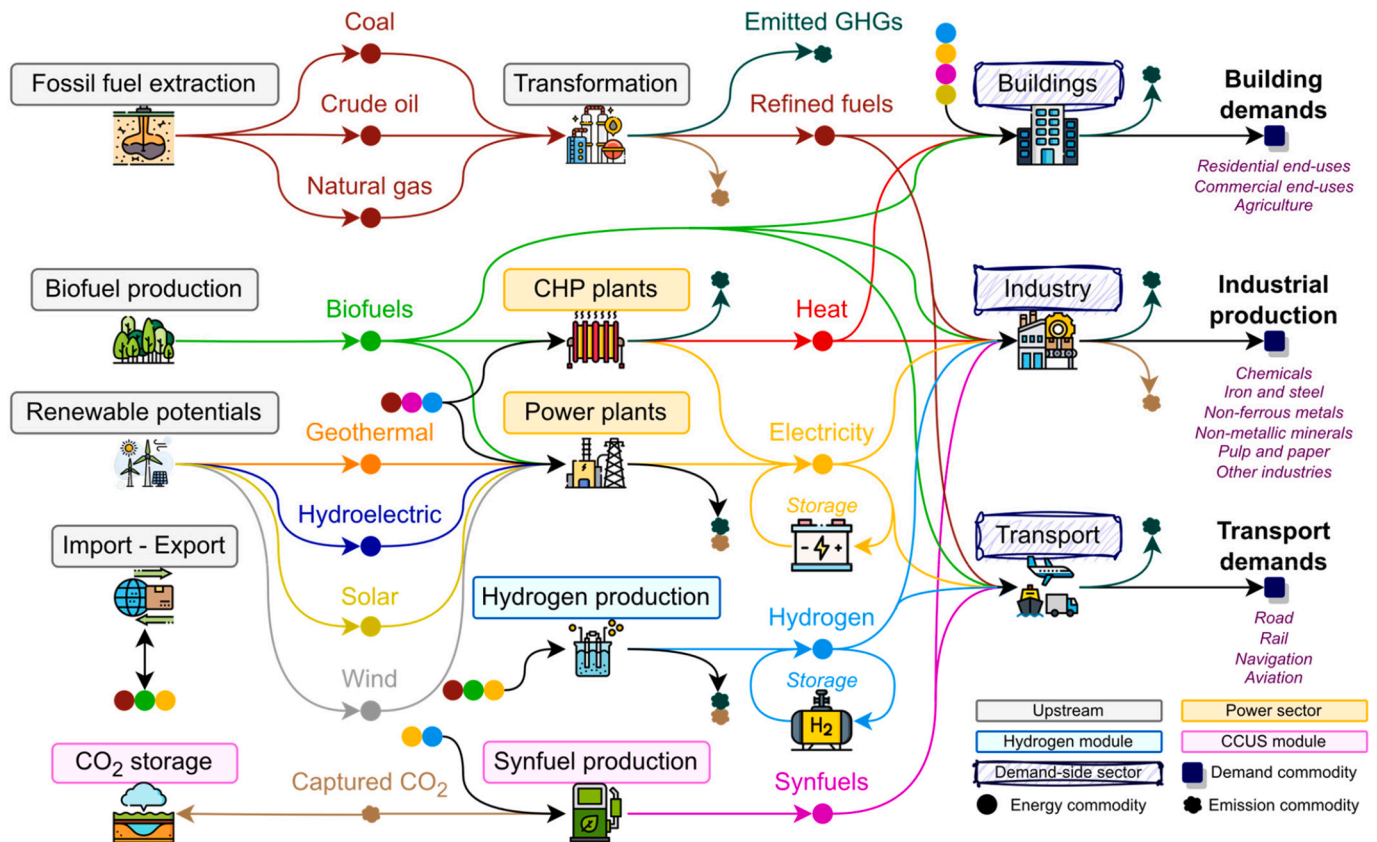 Coal
Emitted GHGs
Fossil fuel extraction
Transformation
Buildings
Building
demands
Crude oil
Refined fuels
Natural gas
Residential end-uses
Commercial end-uses
Agriculture
Biofuel production
CHP plants
Industry
Industrial
production
Biofuels
Heat
Chemicals
Iron and steel
Non-ferrous metals
Non-metallic minerals
Pulp and paper
Other industries
Renewable potentials
Power plants
Geothermal
Electricity
Storage
Hydroelectric
- +
Import - Export
Transport
Transport
demands
Solar
Hydrogen production
Hydrogen
Road
Rail
Navigation
Aviation
Wind
Storage
H2
Upstream
Power sector
Hydrogen module
CCUS module
Demand-side sector
Demand commodity
Energy commodity
Emission commodity
CO2 storage
Synfuel production
Captured CO2
Synfuels